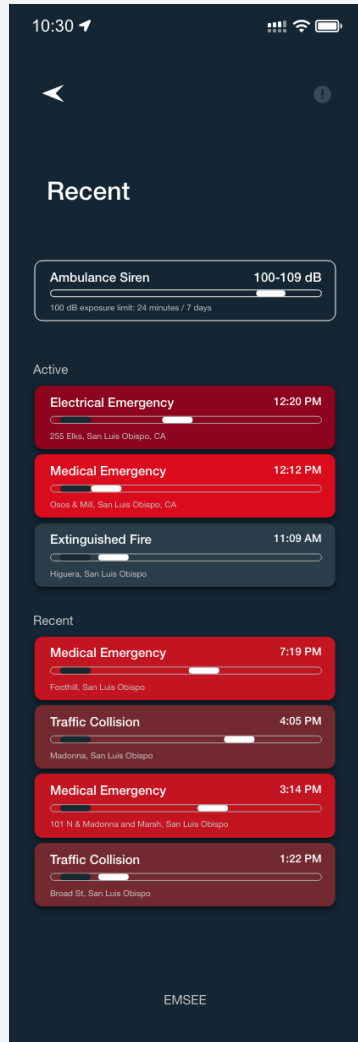 10:30
Recent
Ambulance Siren 100-109 dB
100 dB exposure limit: 24 minutes / 7 days
Active
Electrical Emergency 12:20 PM
255 Elks, San Luis Obispo, CA
Medical Emergency 12:12 PM
Osos & Mill, San Luis Obispo, CA
Extinguished Fire 11:09 AM
Higuera, San Luis Obispo
Recent
Medical Emergency 7:19 PM
Foothill, San Luis Obispo
Traffic Collision 4:05 PM
Madonna, San Luis Obispo
Medical Emergency 3:14 PM
101 N & Madonna and Marsh, San Luis Obispo
Traffic Collision 1:22 PM
Broad St, San Luis Obispo
EMSEE